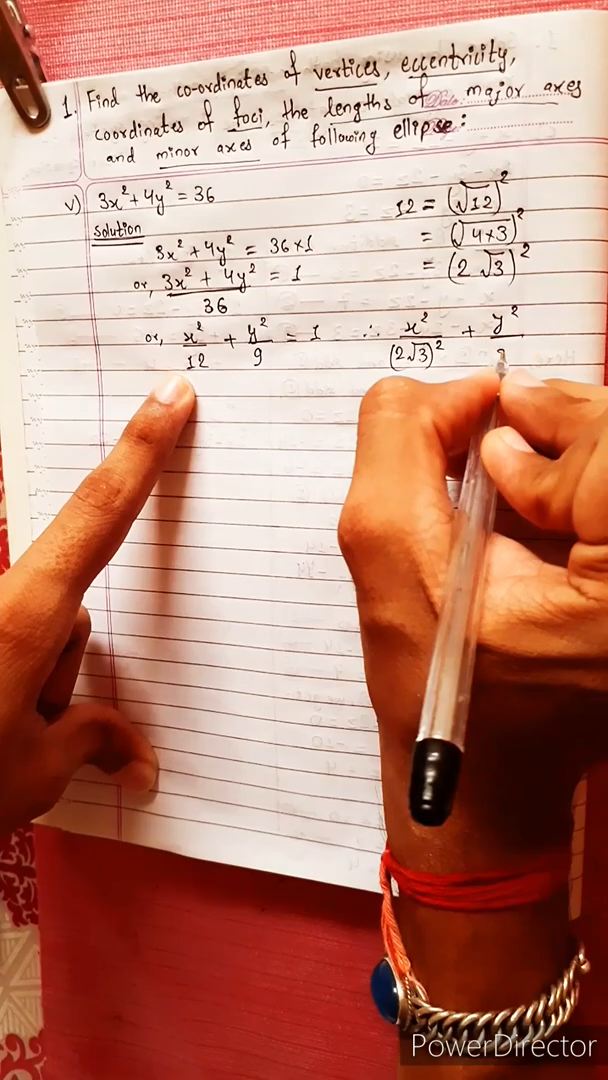 1. Find the co-ordinates of vertices, eccentricity,
coordinates of foci, the lengths of major axes
and minor axes of following ellipse:
Date:
v) 3x² + 4y² = 36
Solution
3x² + 4y² = 36×1
or, 3x² + 4y² / 36 = 1
or, x²/12 + y²/9 = 1
12 = (√12)²
= (√4×3)²
= (2√3)²
∴ x²/(2√3)² + y²/
PowerDirector